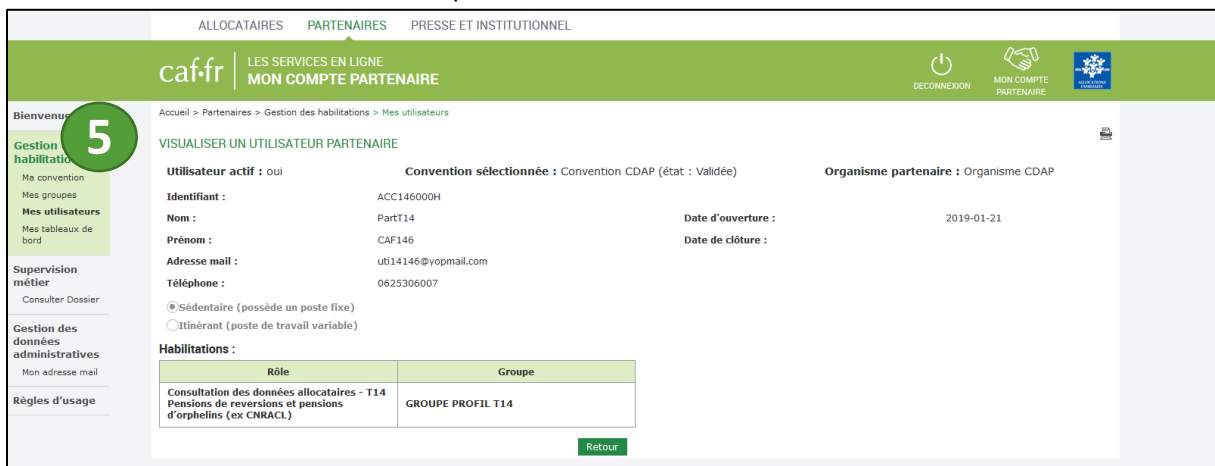 ALLOCATAIRES PARTENAIRES PRESSE ET INSTITUTIONNEL
caf.fr LES SERVICES EN LIGNE
MON COMPTE PARTENAIRE
DECONNEXION
MON COMPTE
PARTENAIRE
ALLOCATIONS
FAMILIALES
Bienvenue
5
Gestion
habilitatio
Ma convention
Mes groupes
Mes utilisateurs
Mes tableaux de
bord
Supervision
métier
Consulter Dossier
Gestion des
données
administratives
Mon adresse mail
Règles d'usage
Accueil > Partenaires > Gestion des habilitations > Mes utilisateurs
VISUALISER UN UTILISATEUR PARTENAIRE
Utilisateur actif : oui Convention sélectionnée : Convention CDAP (état : Validée) Organisme partenaire : Organisme CDAP
Identifiant : ACC146000H
Nom : PartT14 Date d'ouverture : 2019-01-21
Prénom : CAF146 Date de clôture :
Adresse mail : uti14146@yopmail.com
Téléphone : 0625306007
Sédentaire (possède un poste fixe)
Itinérant (poste de travail variable)
Habilitations :
Rôle Groupe
Consultation des données allocataires - T14
Pensions de reversions et pensions
d'orphelins (ex CNRACL)
GROUPE PROFIL T14
Retour